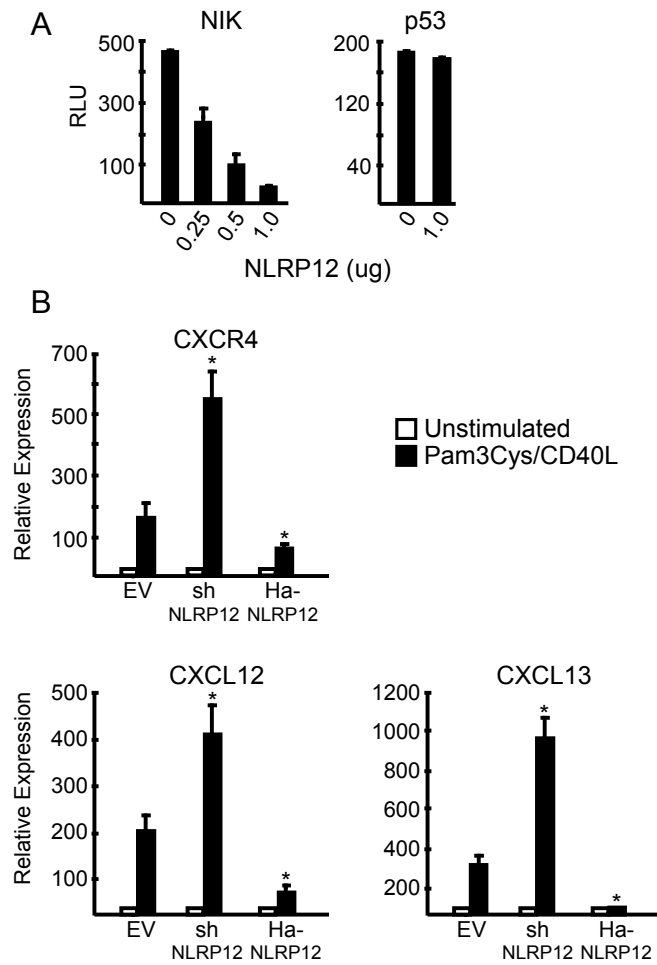 A
NIK
p53
RLU
500
300
100
0
0.25
0.5
1.0
200
120
40
0
1.0
NLRP12 (ug)
B
CXCR4
Relative Expression
700
500
300
100
*
*
EV
sh
NLRP12
Ha-
NLRP12
Unstimulated
Pam3Cys/CD40L
CXCL12
Relative Expression
500
400
200
100
*
*
EV
sh
NLRP12
Ha-
NLRP12
CXCL13
1200
1000
800
600
400
200
*
*
EV
sh
NLRP12
Ha-
NLRP12